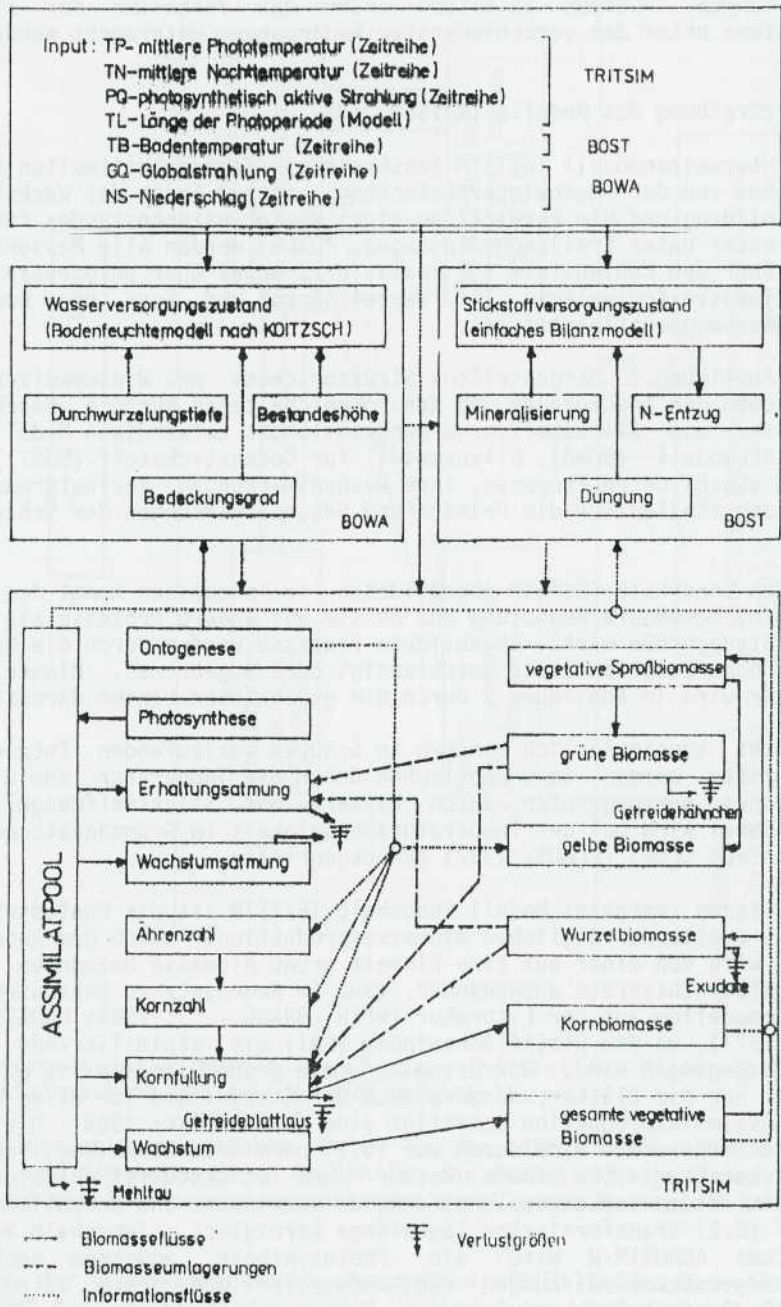 Input : TP- mittlere Phototemperatur (Zeitreihe)
TN-mittlere Nachttemperatur (Zeitreihe)
PQ-photosynthetisch aktive Strahlung (Zeitreihe)
TL-Länge der Photoperiode (Modell)
TB-Bodentemperatur (Zeitreihe)
GQ-Globalstrahlung (Zeitreihe)
NS-Niederschlag (Zeitreihe)
TRITSIM
BOST
BOWA
Wasserversorgungszustand
(Bodenfeuchtemodell nach KOITZSCH)
Durchwurzelungstiefe
Bestandeshöhe
Bedeckungsgrad
BOWA
Stickstoffversorgungszustand
(einfaches Bilanzmodell)
Mineralisierung
N-Entzug
Düngung
BOST
ASSIMILATPOOL
Ontogenese
Photosynthese
Erhaltungsatmung
Wachstumsatmung
Ährenzahl
Kornzahl
Kornfüllung
Getreideblattlaus
Wachstum
Mehltau
vegetative Sproßbiomasse
grüne Biomasse
Getreidehähnchen
gelbe Biomasse
Wurzelbiomasse
Exudate
Kornbiomasse
gesamte vegetative
Biomasse
TRITSIM
Biomasseflüsse
Biomasseumlagerungen
Informationsflüsse
Verlustgrößen